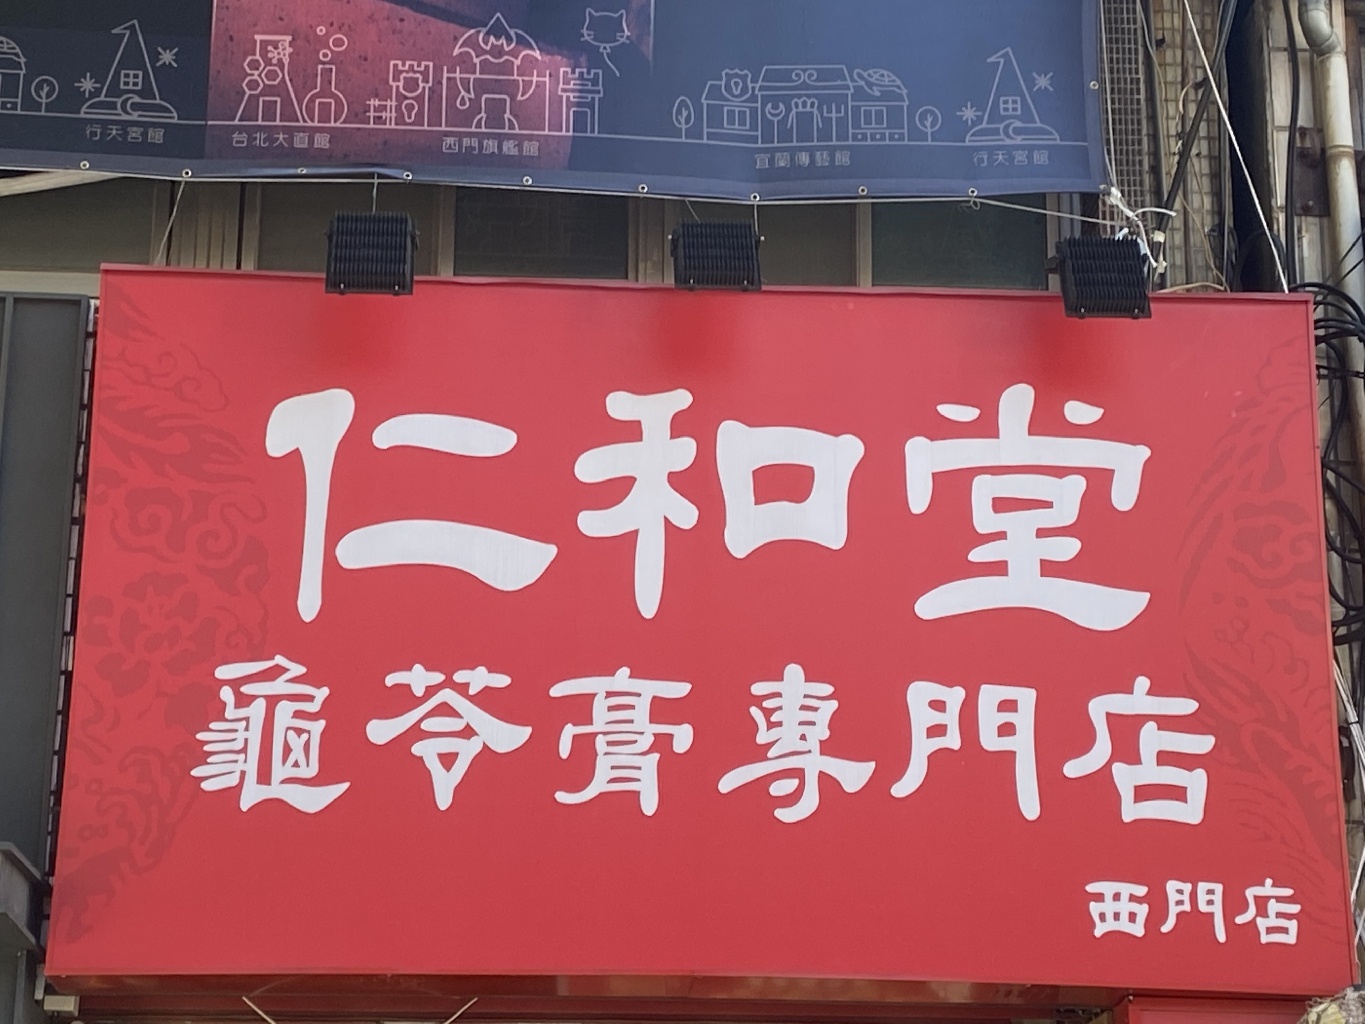 行天宮館 台北大直館 西門旗艦館 宜蘭傳藝館 行天宮館
仁和堂
龜苓膏專門店
西門店